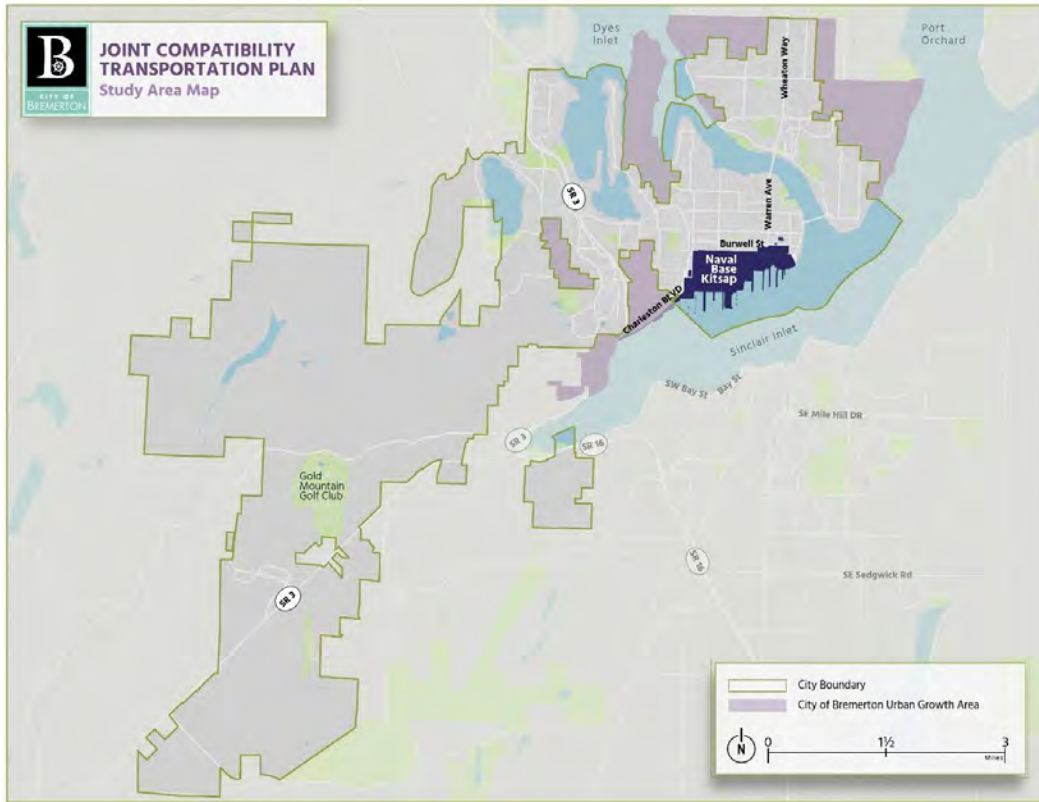 B
CITY OF
BREMERTON
JOINT COMPATIBILITY
TRANSPORTATION PLAN
Study Area Map
Dyes
Inlet
Port
Orchard
Wheaton Way
SR 3
Warren Ave
Burwell St
Naval
Base
Kitsap
Charleston BLVD
Sinclair Inlet
SW Bay St
Bay St
SE Mile Hill DR
SR 3
SR 16
Gold
Mountain
Golf Club
SR 16
SE Sedgwick Rd
SR 3
City Boundary
City of Bremerton Urban Growth Area
N
0
1½
3
Miles